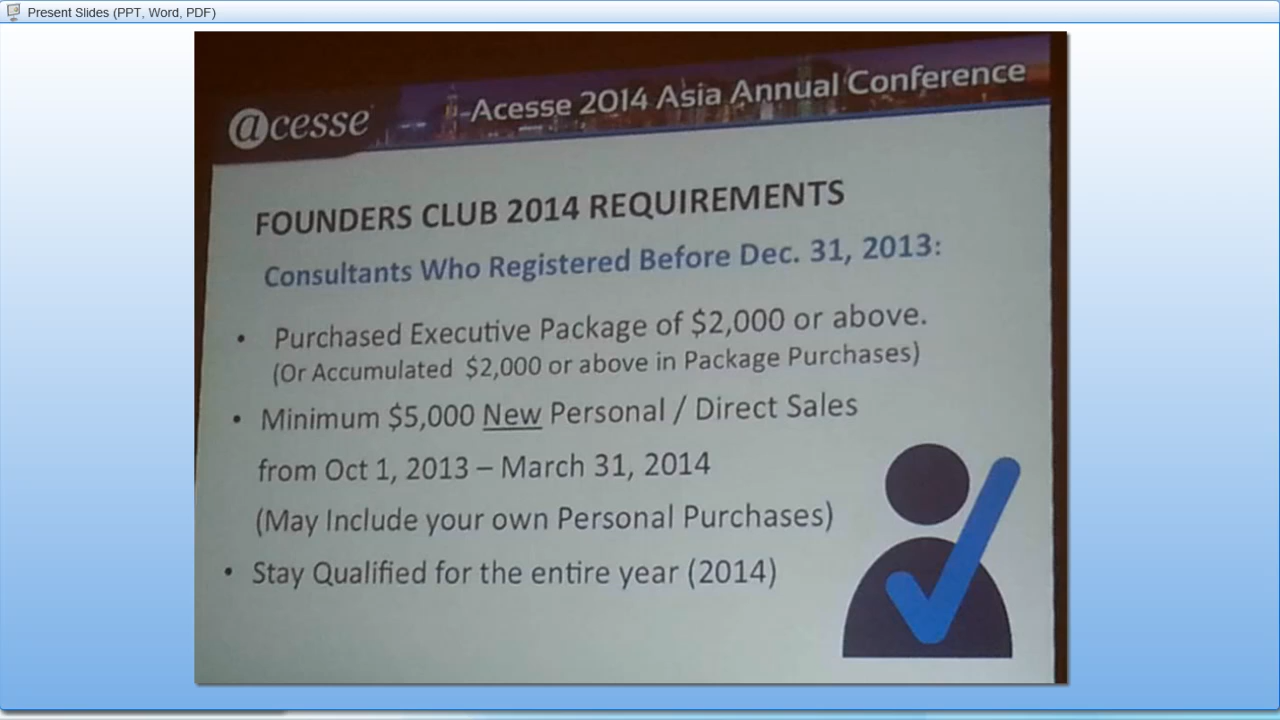 Present Slides (PPT, Word, PDF)
@cesse
Acesse 2014 Asia Annual Conference
FOUNDERS CLUB 2014 REQUIREMENTS
Consultants Who Registered Before Dec. 31, 2013:
• Purchased Executive Package of $2,000 or above.
(Or Accumulated $2,000 or above in Package Purchases)
• Minimum $5,000 New Personal / Direct Sales
from Oct 1, 2013 – March 31, 2014
(May Include your own Personal Purchases)
• Stay Qualified for the entire year (2014)